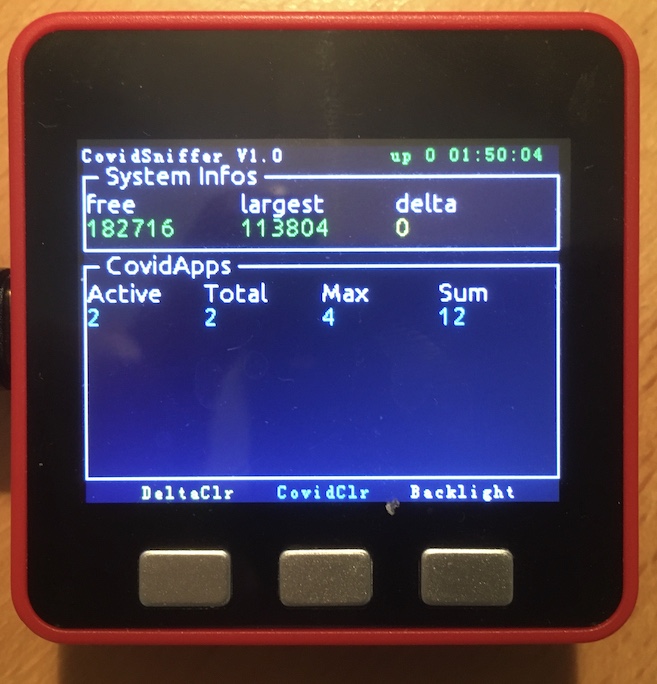 CovidSniffer V1.0 up 0 01:50:04
System Infos
free largest delta
182716 113804 0
CovidApps
Active Total Max Sum
2 2 4 12
DeltaClr CovidClr Backlight